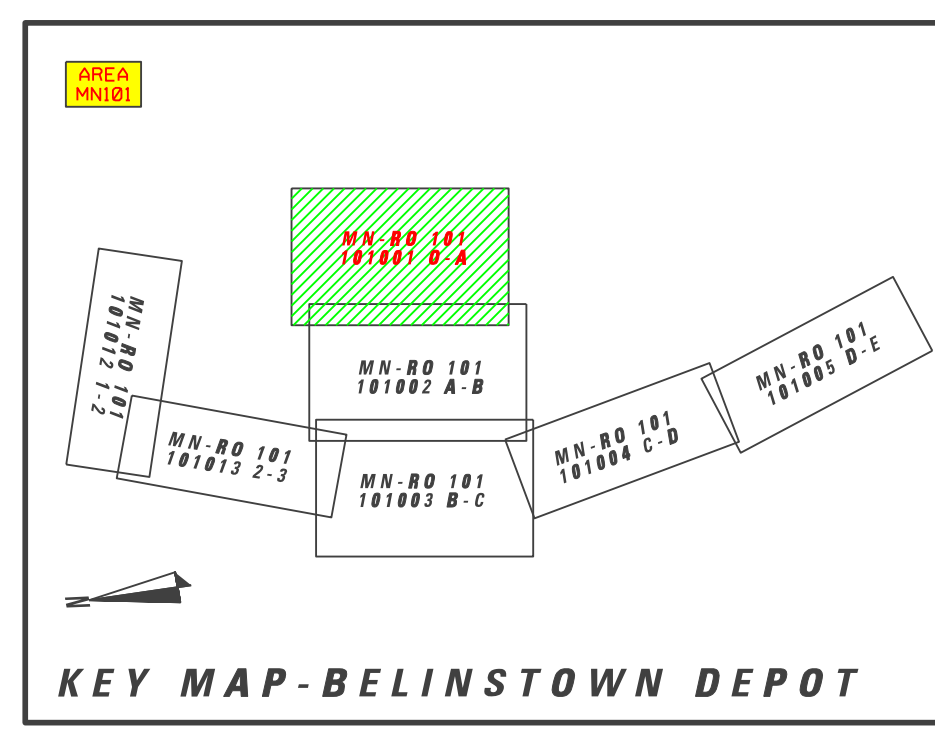 AREA
MN101
MN-RO 101
101001 0-A
MN-RO 101
101012 1-2
MN-RO 101
101002 A-B
MN-RO 101
101005 D-E
MN-RO 101
101013 2-3
MN-RO 101
101004 C-D
MN-RO 101
101003 B-C
N
KEY MAP-BELINSTOWN DEPOT